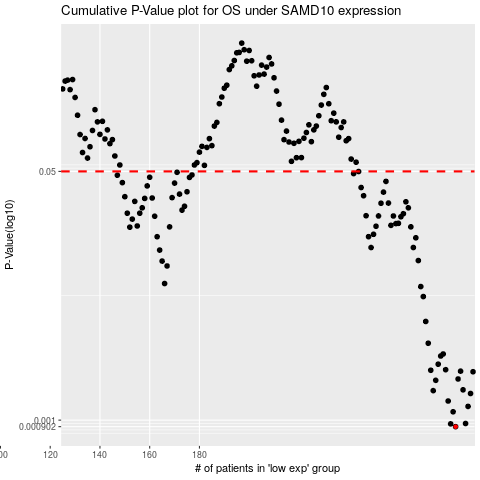 Cumulative P-Value plot for OS under SAMD10 expression
P-Value(log10)
0.05
0.001
0.000902
00 120 140 160 180
# of patients in 'low exp' group